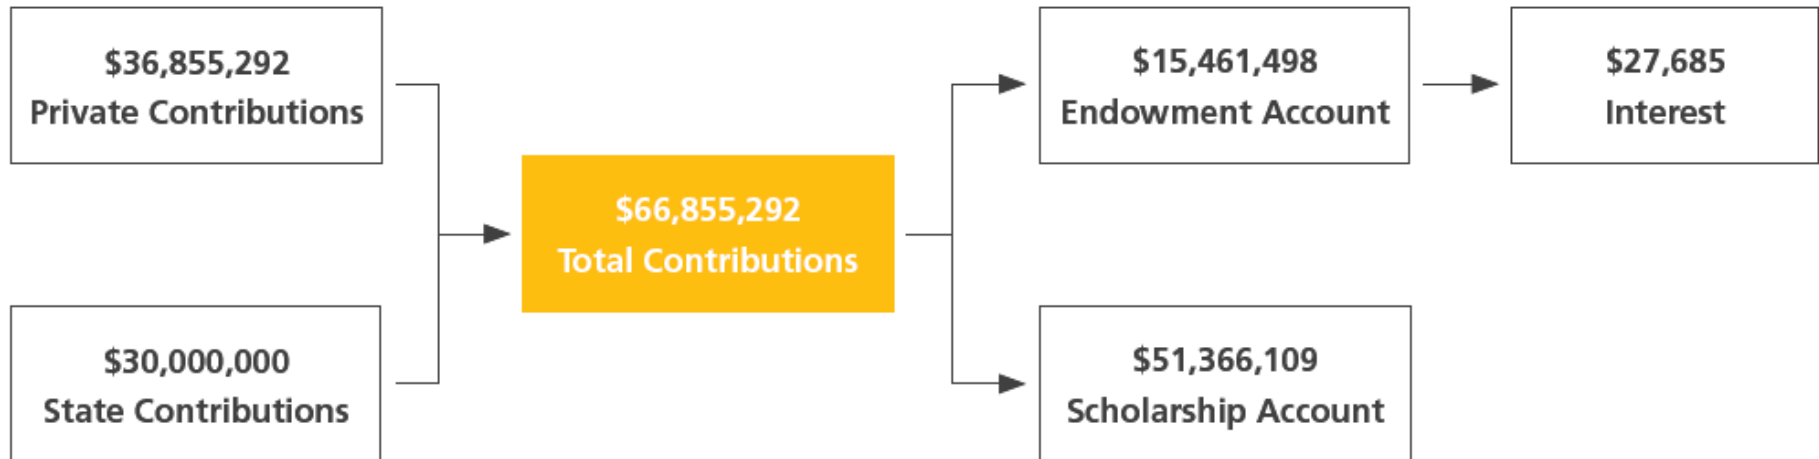 $36,855,292
Private Contributions
$30,000,000
State Contributions
$66,855,292
Total Contributions
$15,461,498
Endowment Account
$27,685
Interest
$51,366,109
Scholarship Account